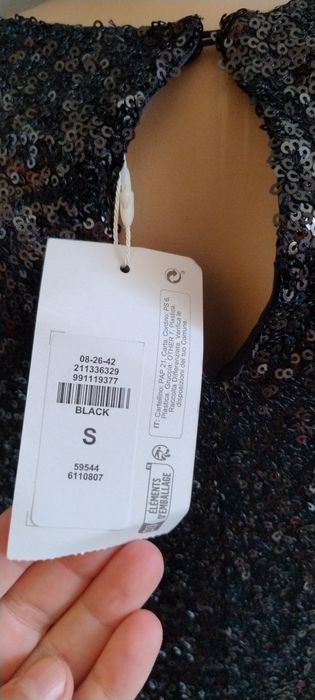 08-26-42
211336329
991119377
BLACK
S
59544
6110807
IT: Cartellino: PAP 21, Carta. Cordino: PS 6,
Plastica. Gruccia: OTHER 7, Plastica.
Raccolta Differenziata. Verifica le
disposizioni del tuo Comune.
ÉLÉMENTS
D'EMBALLAGE